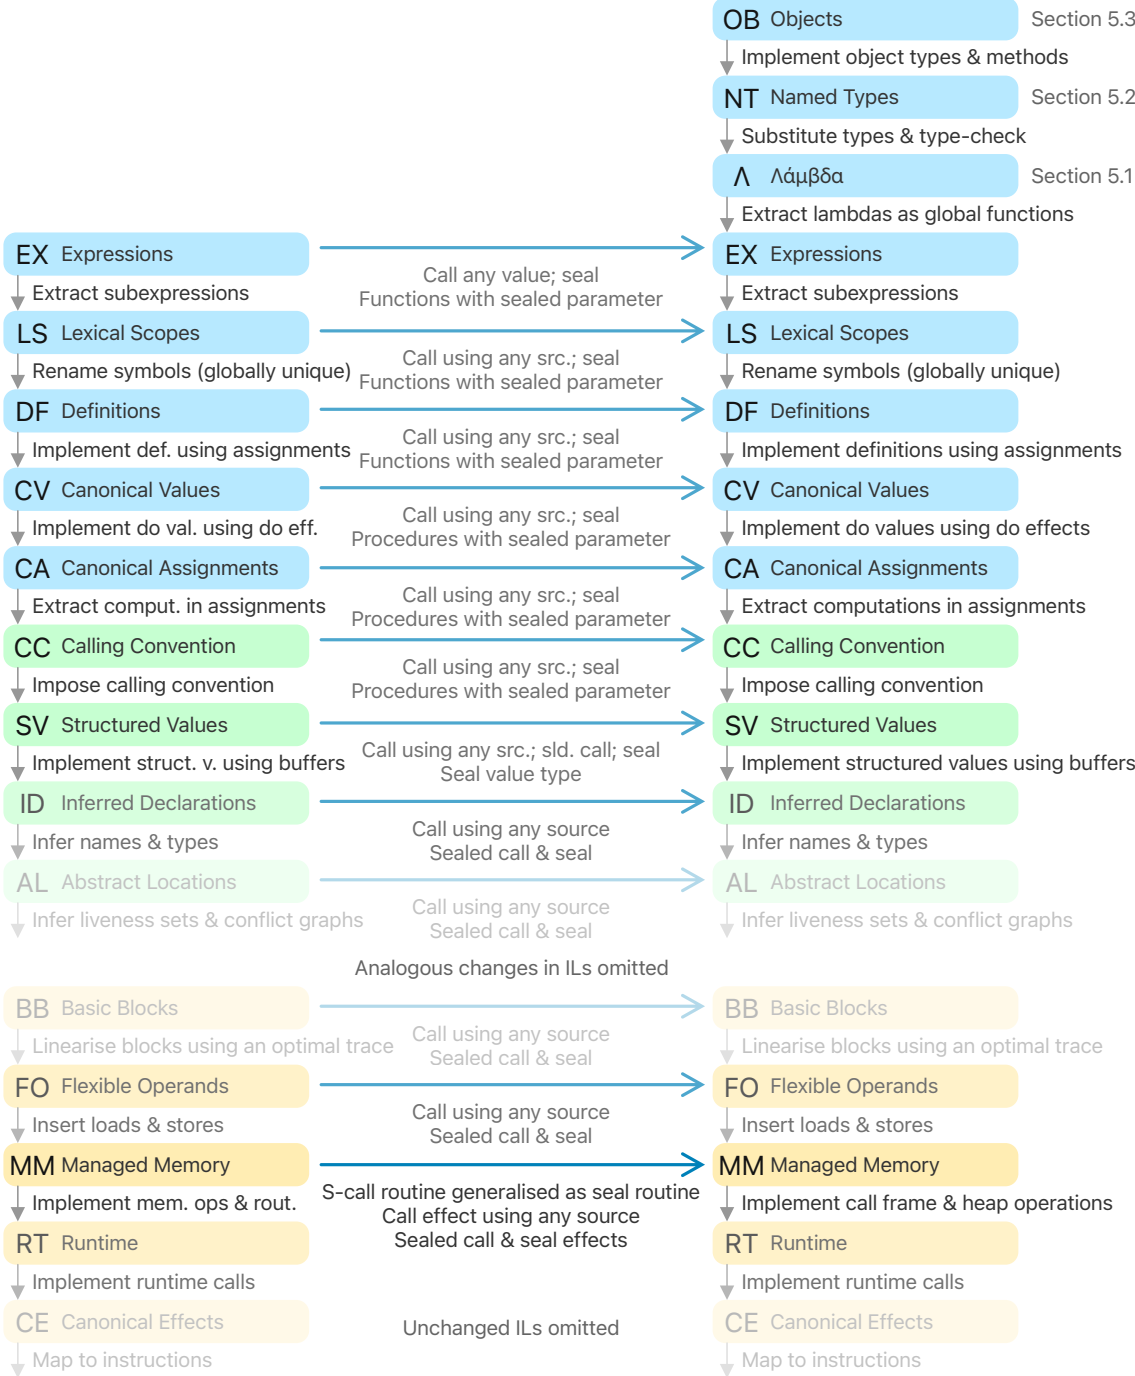 OB Objects Section 5.3
Implement object types & methods
NT Named Types Section 5.2
Substitute types & type-check
Λ Λάμβδα Section 5.1
Extract lambdas as global functions
EX Expressions
EX Expressions
Call any value; seal
Functions with sealed parameter
Extract subexpressions
Extract subexpressions
LS Lexical Scopes
LS Lexical Scopes
Call using any src.; seal
Functions with sealed parameter
Rename symbols (globally unique)
Rename symbols (globally unique)
DF Definitions
DF Definitions
Call using any src.; seal
Functions with sealed parameter
Implement def. using assignments
Implement definitions using assignments
CV Canonical Values
CV Canonical Values
Call using any src.; seal
Procedures with sealed parameter
Implement do val. using do eff.
Implement do values using do effects
CA Canonical Assignments
CA Canonical Assignments
Call using any src.; seal
Procedures with sealed parameter
Extract comput. in assignments
Extract computations in assignments
CC Calling Convention
CC Calling Convention
Call using any src.; seal
Procedures with sealed parameter
Impose calling convention
Impose calling convention
SV Structured Values
SV Structured Values
Call using any src.; sld. call; seal
Seal value type
Implement struct. v. using buffers
Implement structured values using buffers
ID Inferred Declarations
ID Inferred Declarations
Call using any source
Sealed call & seal
Infer names & types
Infer names & types
AL Abstract Locations
AL Abstract Locations
Call using any source
Sealed call & seal
Infer liveness sets & conflict graphs
Infer liveness sets & conflict graphs
Analogous changes in ILs omitted
BB Basic Blocks
BB Basic Blocks
Call using any source
Sealed call & seal
Linearise blocks using an optimal trace
Linearise blocks using an optimal trace
FO Flexible Operands
FO Flexible Operands
Call using any source
Sealed call & seal
Insert loads & stores
Insert loads & stores
MM Managed Memory
MM Managed Memory
S-call routine generalised as seal routine
Call effect using any source
Sealed call & seal effects
Implement mem. ops & rout.
Implement call frame & heap operations
RT Runtime
RT Runtime
Implement runtime calls
Implement runtime calls
CE Canonical Effects
CE Canonical Effects
Unchanged ILs omitted
Map to instructions
Map to instructions